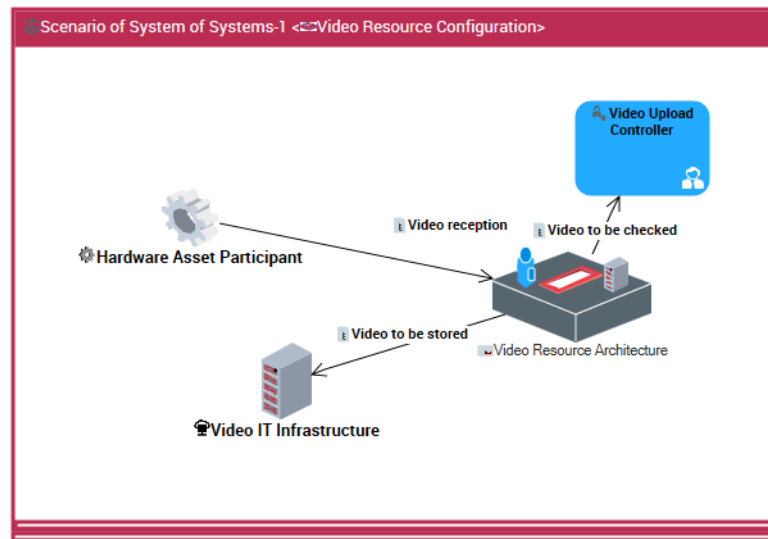 Scenario of System of Systems-1 <Video Resource Configuration>
Video Upload
Controller
Video reception
Video to be checked
Hardware Asset Participant
Video to be stored
Video Resource Architecture
Video IT Infrastructure